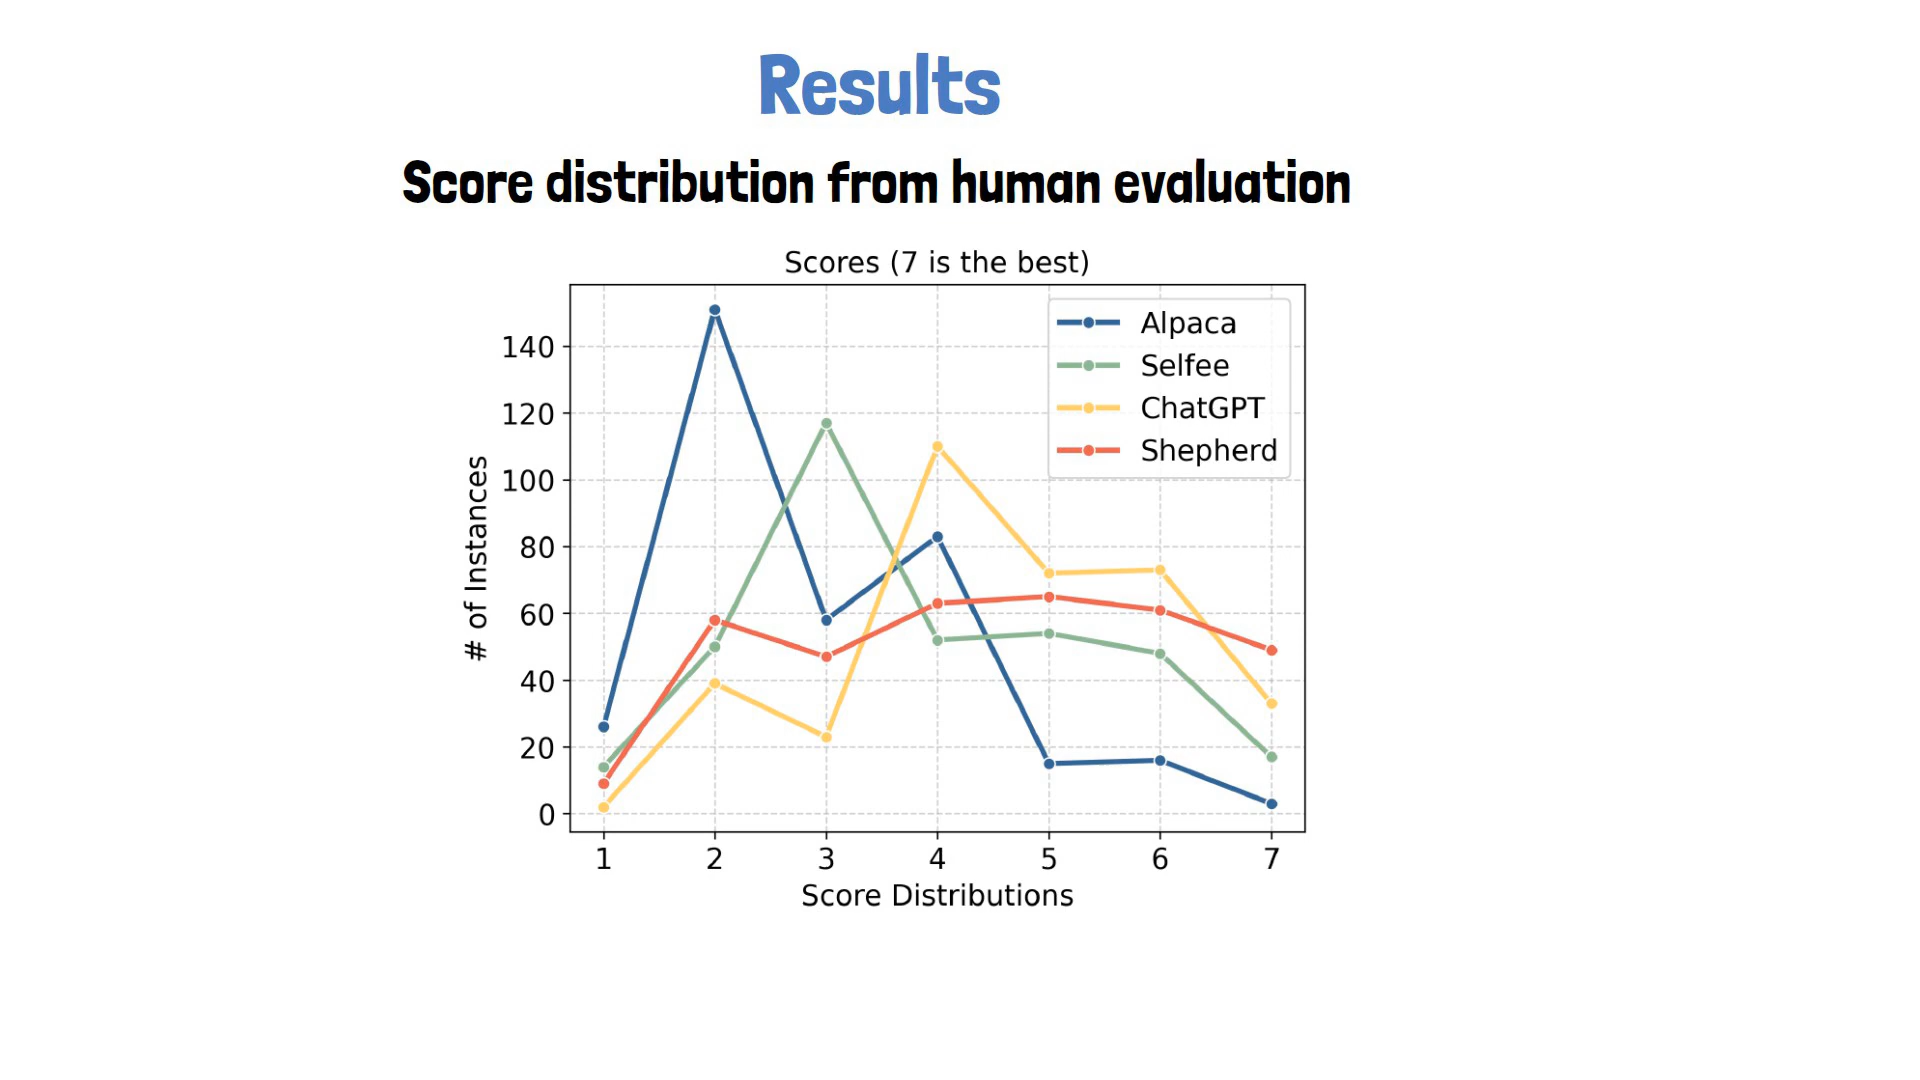 Results
Score distribution from human evaluation
Scores (7 is the best)
Alpaca
Selfee
ChatGPT
Shepherd
# of Instances
140
120
100
80
60
40
20
0
1 2 3 4 5 6 7
Score Distributions